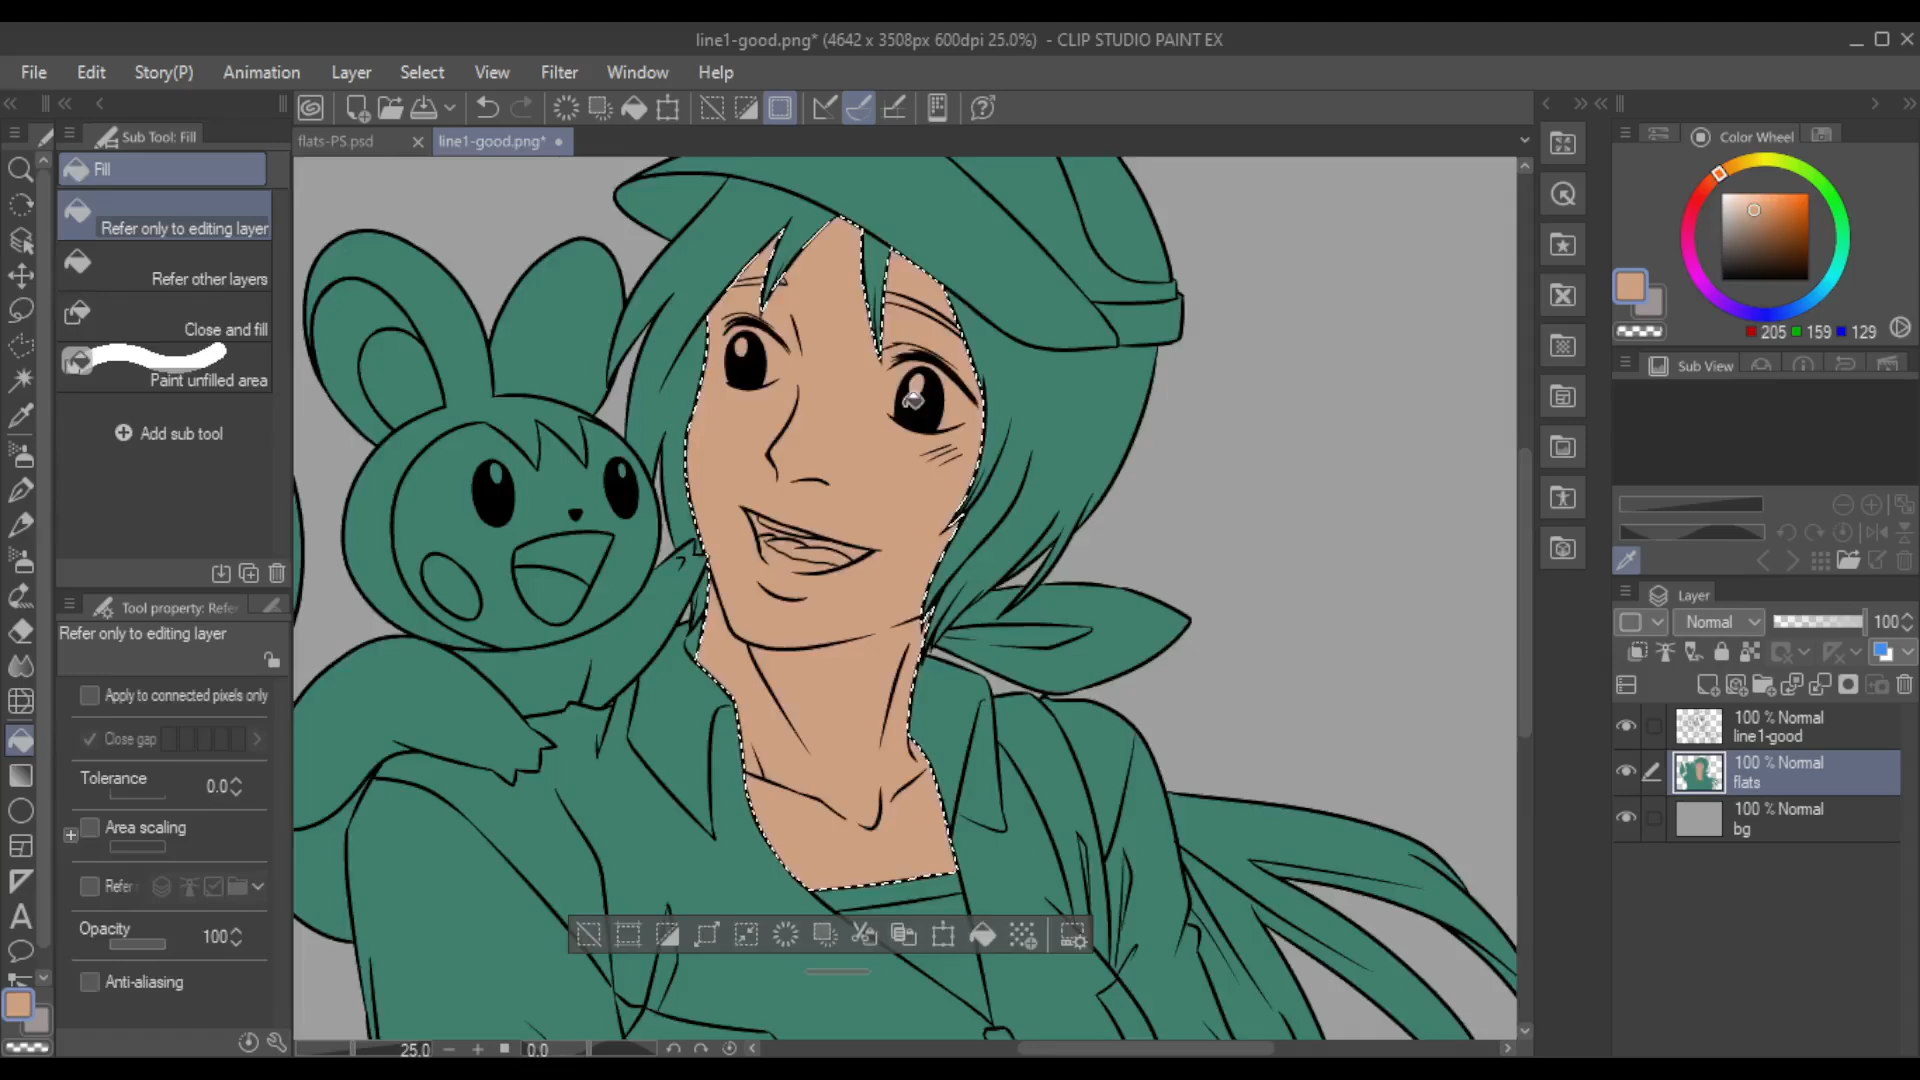 line1-good.png* (4642 x 3508px 600dpi 25.0%) - CLIP STUDIO PAINT EX
File Edit Story(P) Animation Layer Select View Filter Window Help
Sub Tool: Fill
flats-PS.psd
line1-good.png*
Color Wheel
Fill
Refer only to editing layer
Refer other layers
Close and fill
Paint unfilled area
Add sub tool
205 159 129
Sub View
Tool property: Refer
Refer only to editing layer
Apply to connected pixels only
Close gap
Tolerance 0.0
Area scaling
Refer
Opacity 100
Anti-aliasing
Layer
Normal 100
100 % Normal
line1-good
100 % Normal
flats
100 % Normal
bg
A
25.0 0.0